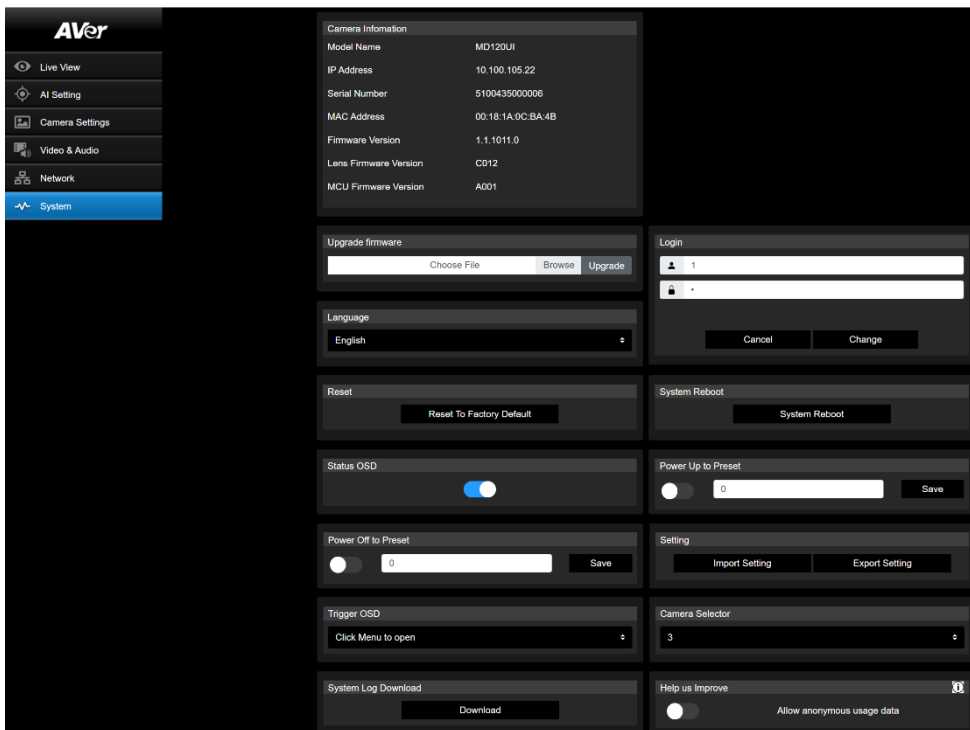 AVer
Live View
AI Setting
Camera Settings
Video & Audio
Network
System
Camera Infomation
Model Name MD120UI
IP Address 10.100.105.22
Serial Number 5100435000006
MAC Address 00:18:1A:0C:BA:4B
Firmware Version 1.1.1011.0
Lens Firmware Version C012
MCU Firmware Version A001
Upgrade firmware
Choose File Browse Upgrade
Login
1
Cancel Change
Language
English
Reset
Reset To Factory Default
System Reboot
System Reboot
Status OSD
Power Up to Preset
0 Save
Power Off to Preset
0 Save
Setting
Import Setting Export Setting
Trigger OSD
Click Menu to open
Camera Selector
3
System Log Download
Download
Help us Improve
Allow anonymous usage data